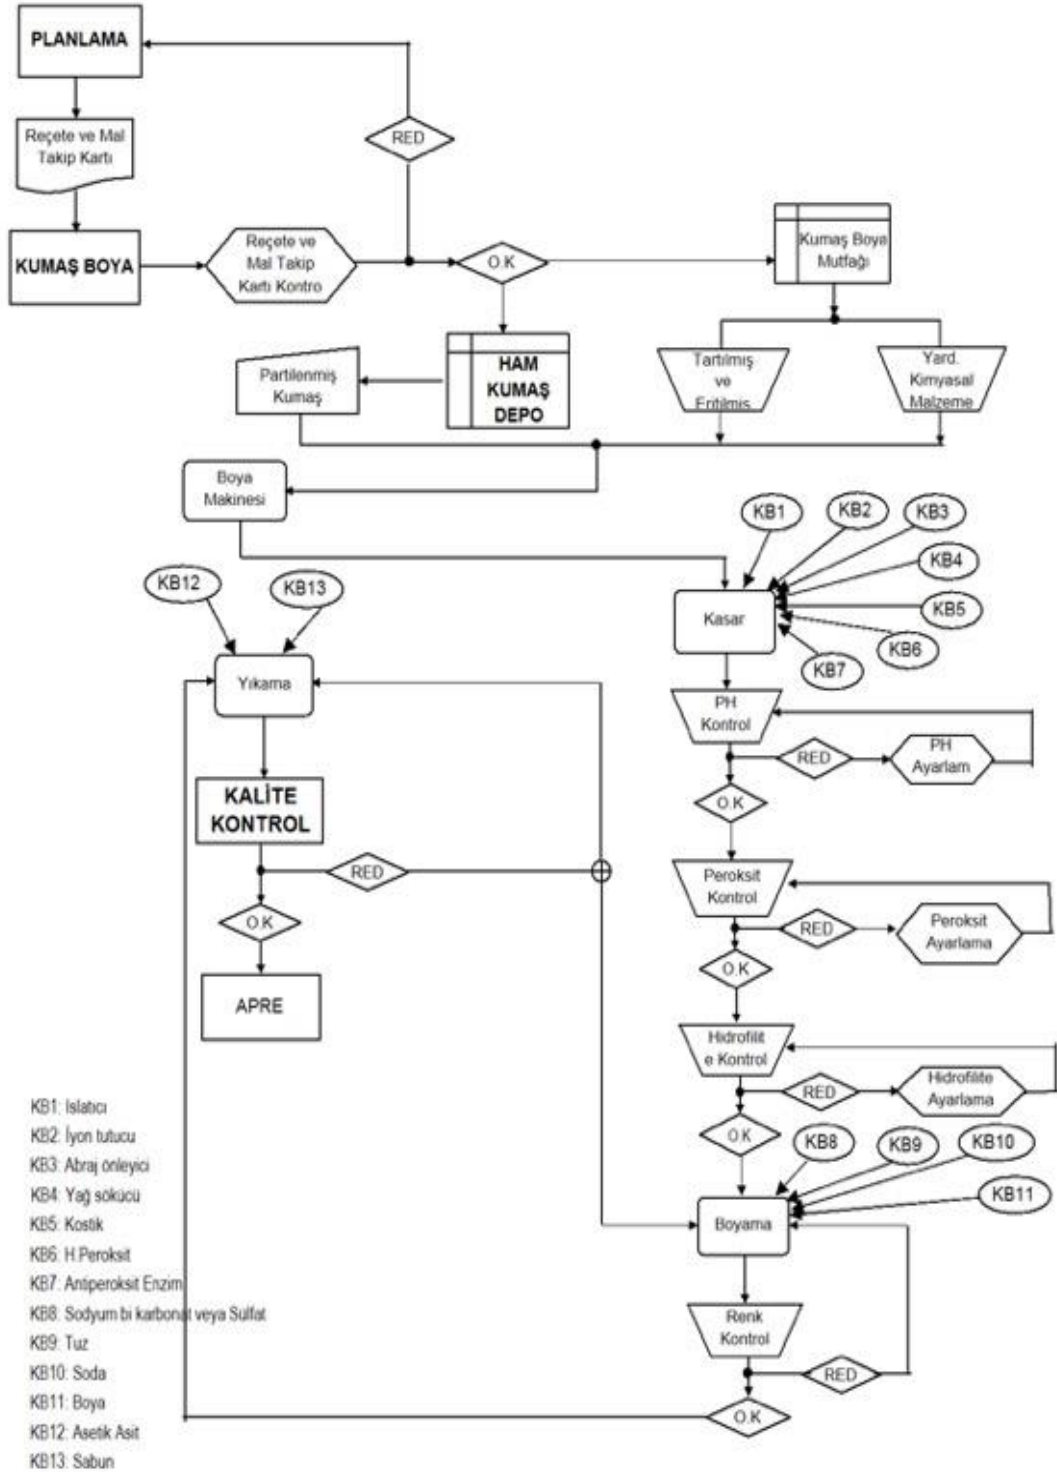 PLANLAMA
Reçete ve Mal
Takip Kartı
RED
KUMAŞ BOYA
Reçete ve
Mal Takip
Kartı Kontro
O.K
Kumaş Boya
Mutfağı
Partilenmiş
Kumaş
HAM
KUMAŞ
DEPO
Tartılmış
ve
Eritilmiş
Yard.
Kimyasal
Malzeme
Boya
Makinesi
KB1
KB2
KB3
KB4
KB5
KB6
KB7
Kasar
KB12
KB13
Yıkama
PH
Kontrol
RED
PH
Ayarlam
O.K
KALİTE
KONTROL
RED
O.K
APRE
Peroksit
Kontrol
RED
Peroksit
Ayarlama
O.K
Hidrofilit
e Kontrol
RED
Hidrofilite
Ayarlama
O.K
KB8
KB9
KB10
KB11
Boyama
Renk
Kontrol
RED
O.K
KB1: Islatıcı
KB2: İyon tutucu
KB3: Abraj önleyici
KB4: Yağ sökücü
KB5: Kostik
KB6: H.Peroksit
KB7: Antiperoksit Enzim
KB8: Sodyum bi karbonat veya Sülfat
KB9: Tuz
KB10: Soda
KB11: Boya
KB12: Asetik Asit
KB13: Sabun